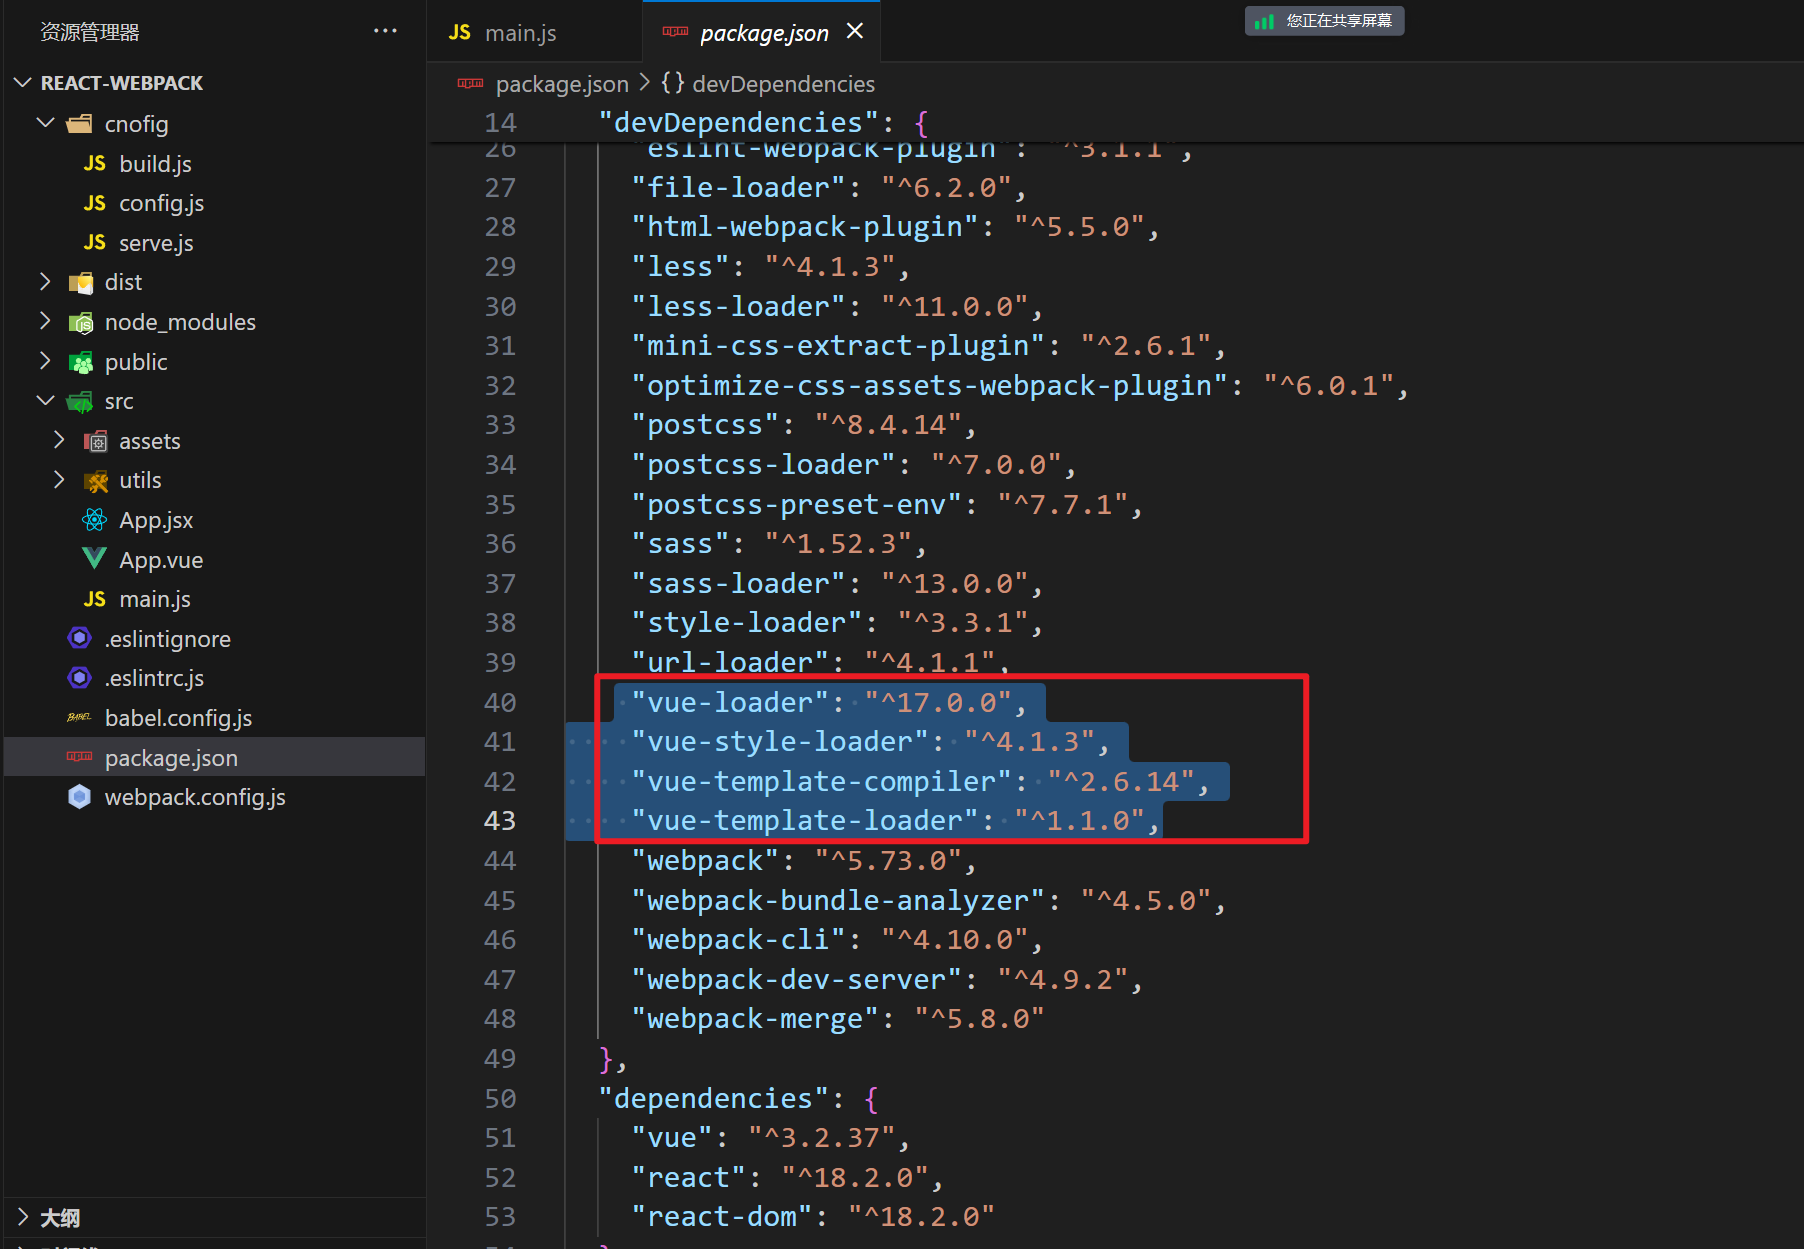 资源管理器
REACT-WEBPACK
cnofig
JS build.js
JS config.js
JS serve.js
dist
node_modules
public
src
assets
utils
App.jsx
App.vue
JS main.js
.eslintignore
.eslintrc.js
BABEL babel.config.js
package.json
webpack.config.js
大纲
JS main.js
package.json
您正在共享屏幕
package.json > {} devDependencies
14 "devDependencies": {
26 "eslint-webpack-plugin": "^3.1.1",
27 "file-loader": "^6.2.0",
28 "html-webpack-plugin": "^5.5.0",
29 "less": "^4.1.3",
30 "less-loader": "^11.0.0",
31 "mini-css-extract-plugin": "^2.6.1",
32 "optimize-css-assets-webpack-plugin": "^6.0.1",
33 "postcss": "^8.4.14",
34 "postcss-loader": "^7.0.0",
35 "postcss-preset-env": "^7.7.1",
36 "sass": "^1.52.3",
37 "sass-loader": "^13.0.0",
38 "style-loader": "^3.3.1",
39 "url-loader": "^4.1.1",
40 "vue-loader": "^17.0.0",
41 "vue-style-loader": "^4.1.3",
42 "vue-template-compiler": "^2.6.14",
43 "vue-template-loader": "^1.1.0",
44 "webpack": "^5.73.0",
45 "webpack-bundle-analyzer": "^4.5.0",
46 "webpack-cli": "^4.10.0",
47 "webpack-dev-server": "^4.9.2",
48 "webpack-merge": "^5.8.0"
49 },
50 "dependencies": {
51 "vue": "^3.2.37",
52 "react": "^18.2.0",
53 "react-dom": "^18.2.0"